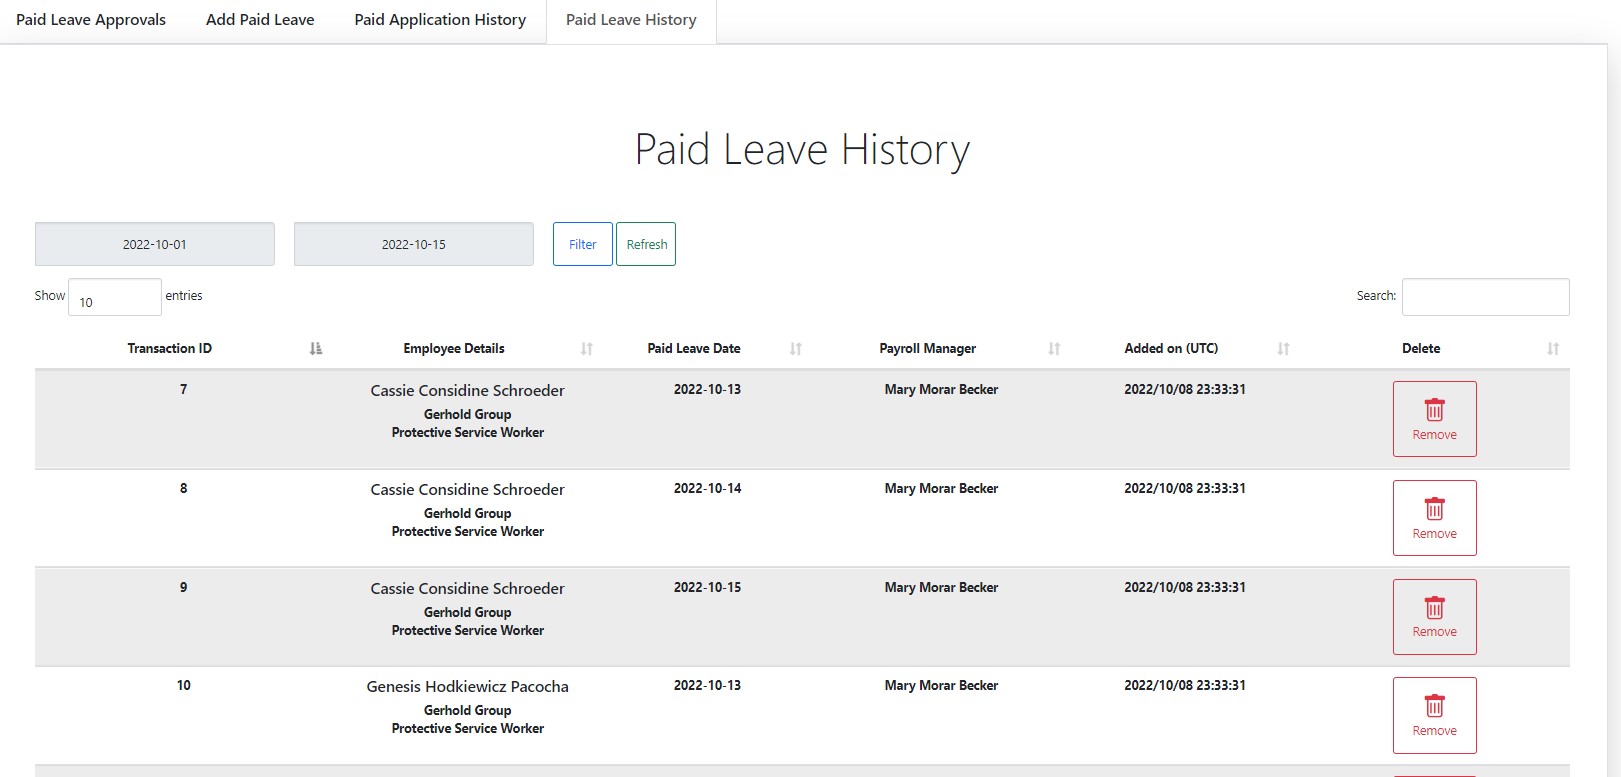 Paid Leave Approvals Add Paid Leave Paid Application History Paid Leave History
Paid Leave History
2022-10-01 2022-10-15 Filter Refresh
Show 10 entries Search:
Transaction ID Employee Details Paid Leave Date Payroll Manager Added on (UTC) Delete
7 Cassie Considine Schroeder 2022-10-13 Mary Morar Becker 2022/10/08 23:33:31
Gerhold Group
Protective Service Worker
Remove
8 Cassie Considine Schroeder 2022-10-14 Mary Morar Becker 2022/10/08 23:33:31
Gerhold Group
Protective Service Worker
Remove
9 Cassie Considine Schroeder 2022-10-15 Mary Morar Becker 2022/10/08 23:33:31
Gerhold Group
Protective Service Worker
Remove
10 Genesis Hodkiewicz Pacocha 2022-10-13 Mary Morar Becker 2022/10/08 23:33:31
Gerhold Group
Protective Service Worker
Remove